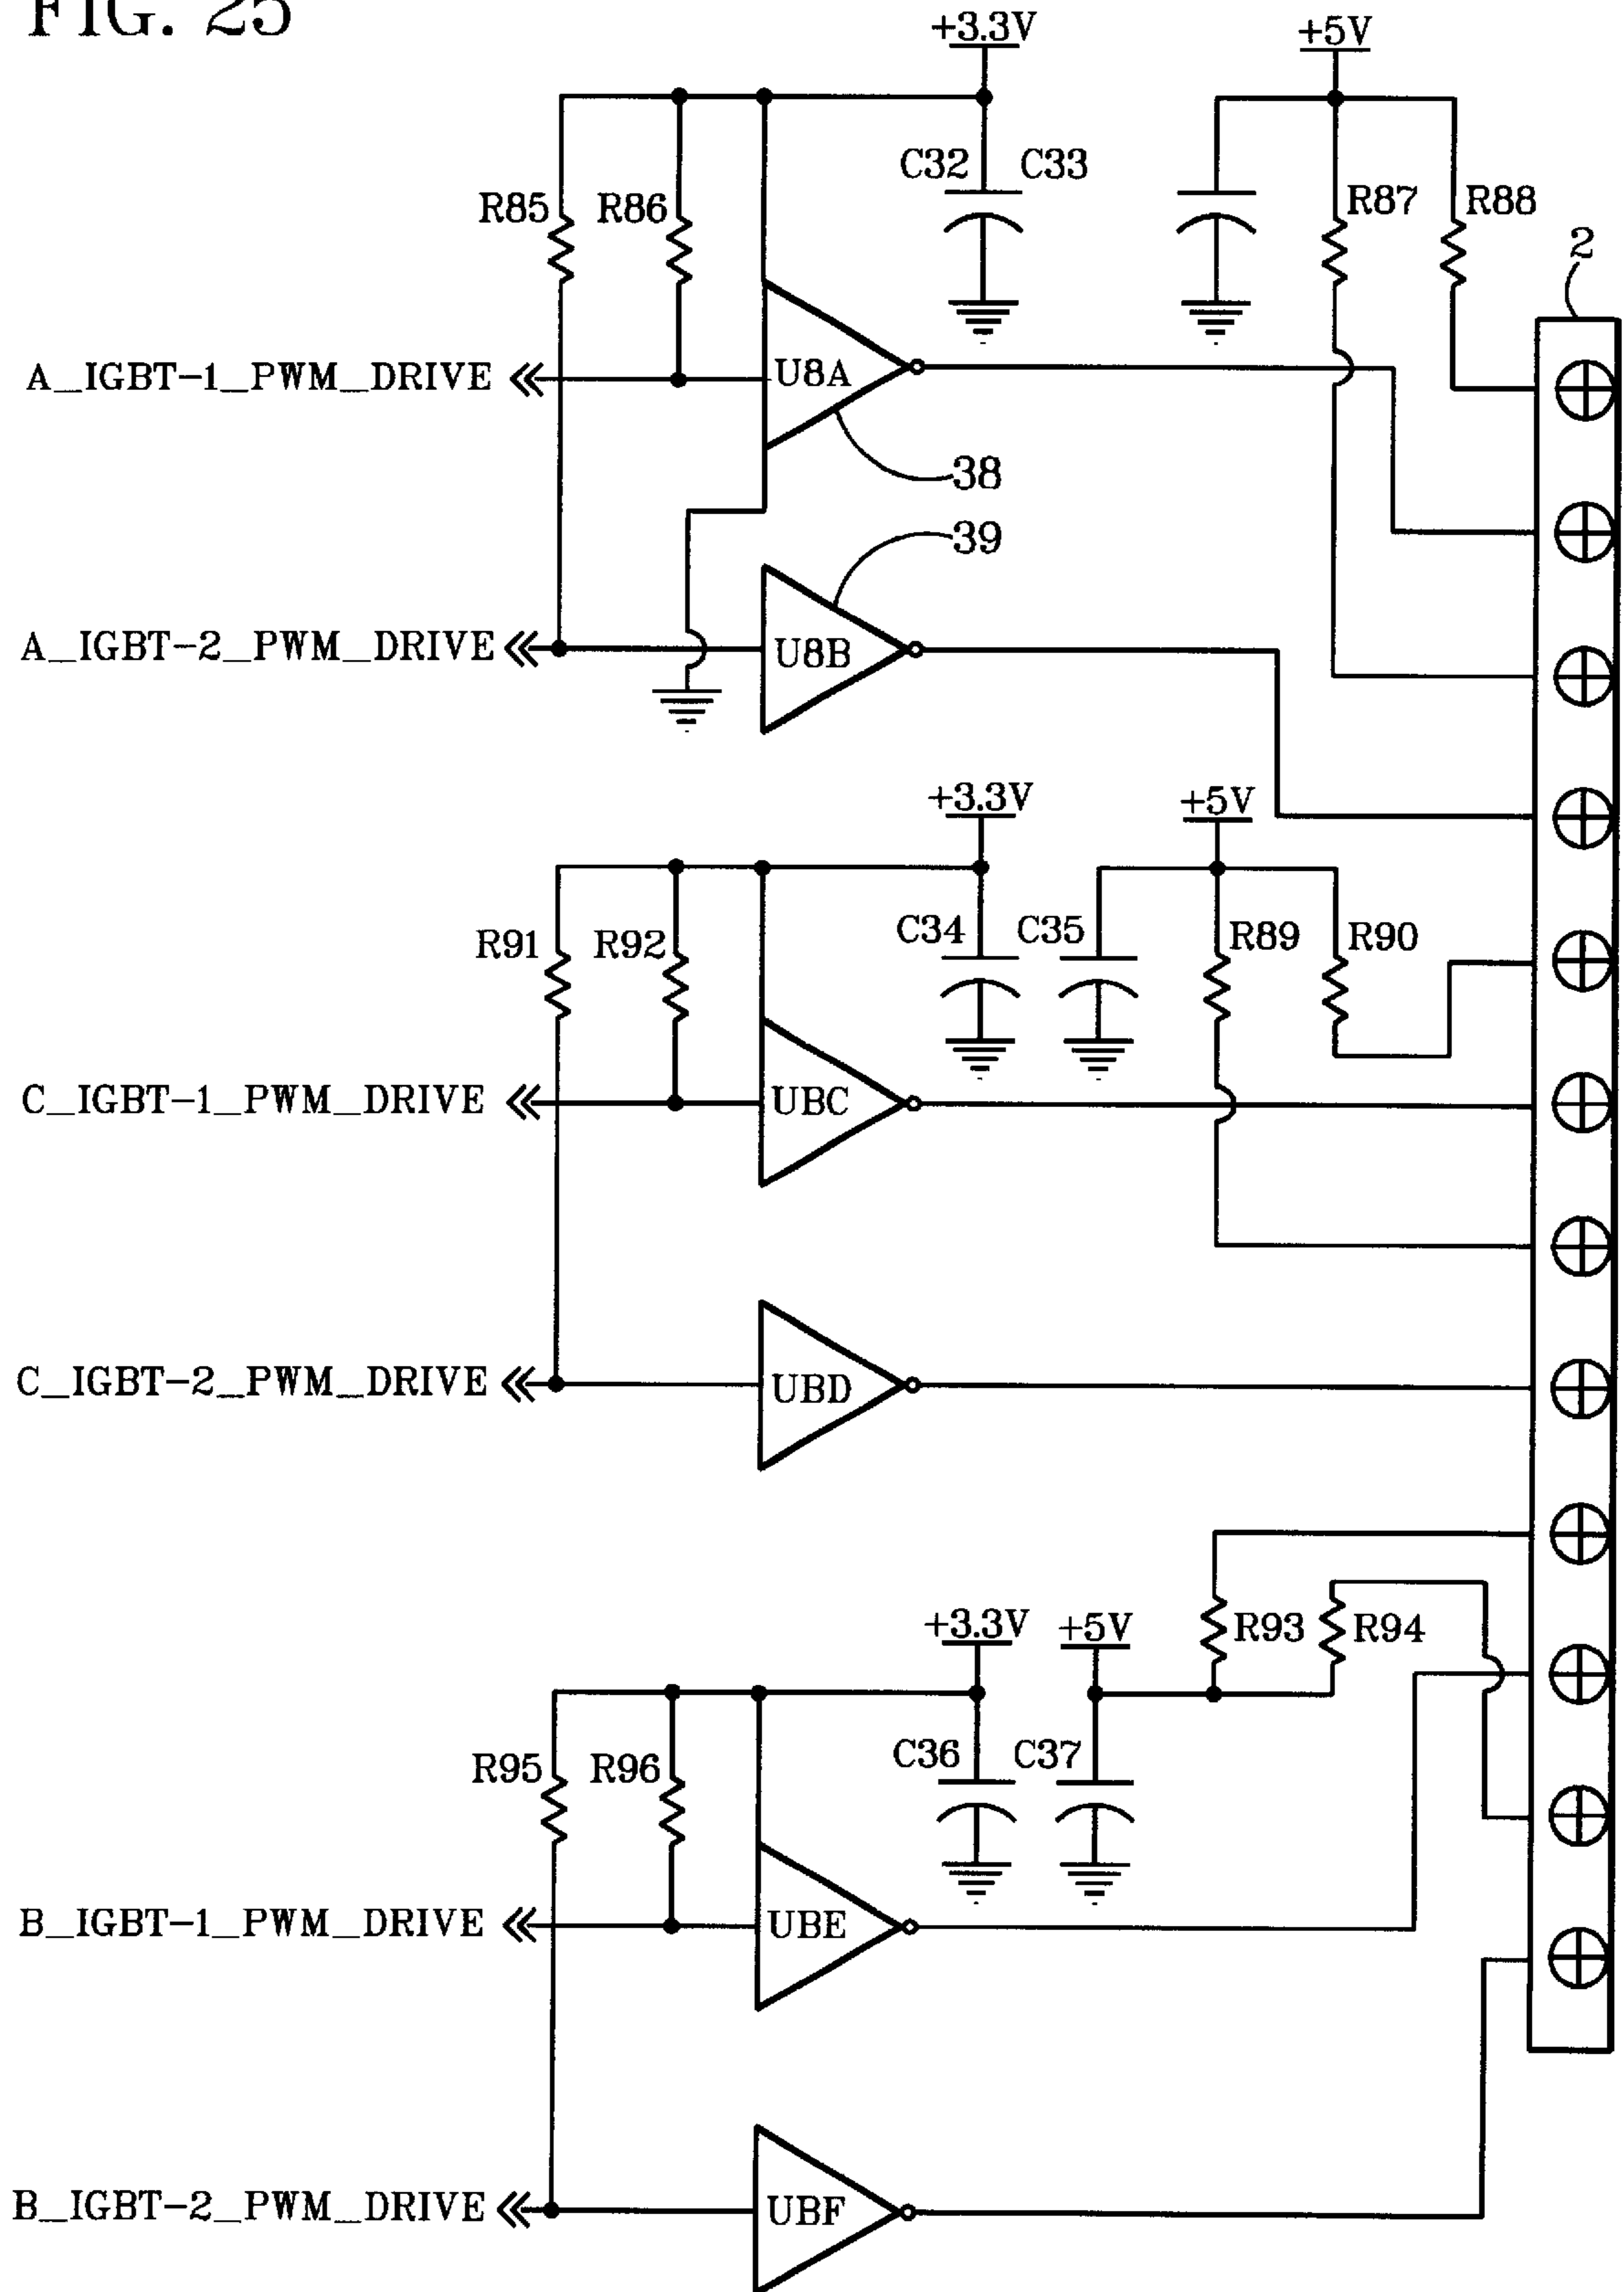 FIG. 25
+3.3V
+5V
C32
C33
R85
R86
R87
R88
2
A_IGBT-1_PWM_DRIVE
U8A
38
39
A_IGBT-2_PWM_DRIVE
U8B
+3.3V
+5V
R91
R92
C34
C35
R89
R90
C_IGBT-1_PWM_DRIVE
UBC
C_IGBT-2_PWM_DRIVE
UBD
+3.3V
+5V
R93
R94
R95
R96
C36
C37
B_IGBT-1_PWM_DRIVE
UBE
B_IGBT-2_PWM_DRIVE
UBF